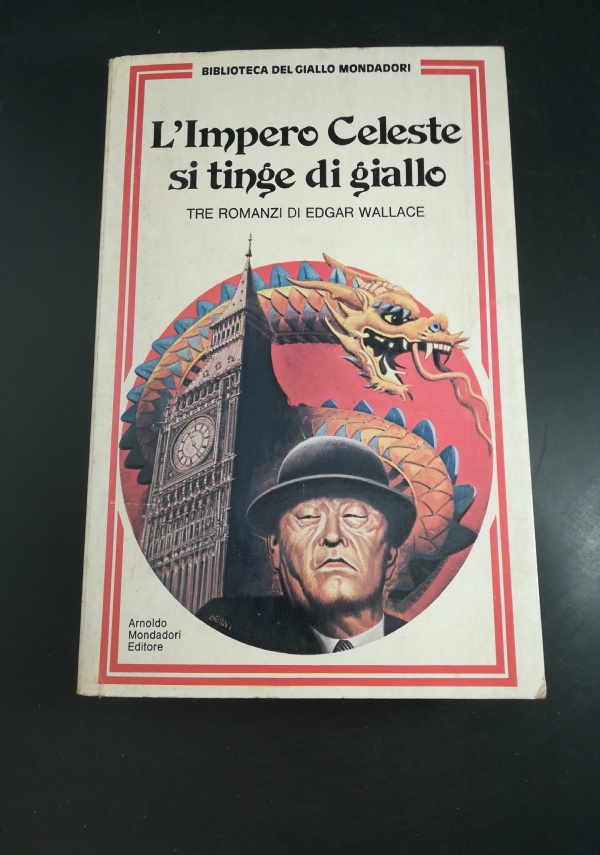 BIBLIOTECA DEL GIALLO MONDADORI
L'Impero Celeste
si tinge di giallo
TRE ROMANZI DI EDGAR WALLACE
Arnoldo
Mondadori
Editore